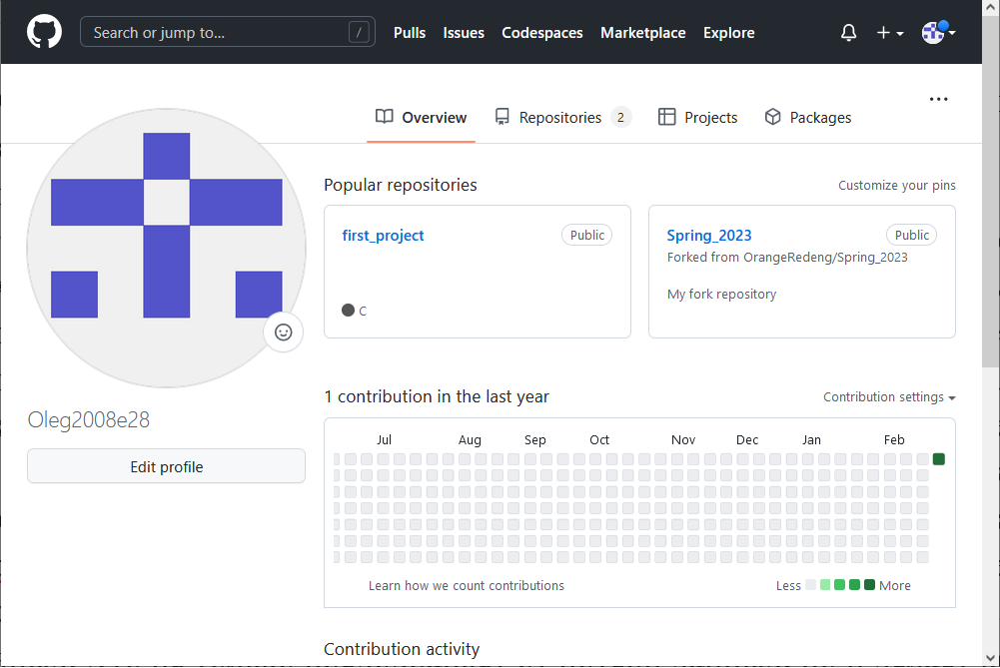 Search or jump to... / Pulls Issues Codespaces Marketplace Explore
Overview Repositories 2 Projects Packages
Popular repositories Customize your pins
first_project Public
C
Spring_2023 Public
Forked from OrangeRedeng/Spring_2023
My fork repository
Oleg2008e28
Edit profile
1 contribution in the last year Contribution settings
Jul Aug Sep Oct Nov Dec Jan Feb
Learn how we count contributions Less More
Contribution activity